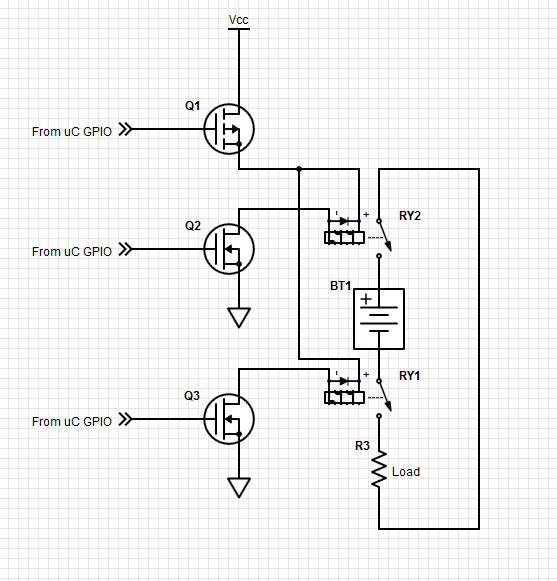 Vcc
Q1
From uC GPIO
Q2
- + RY2
From uC GPIO
BT1
+
- + RY1
Q3
From uC GPIO
R3
Load